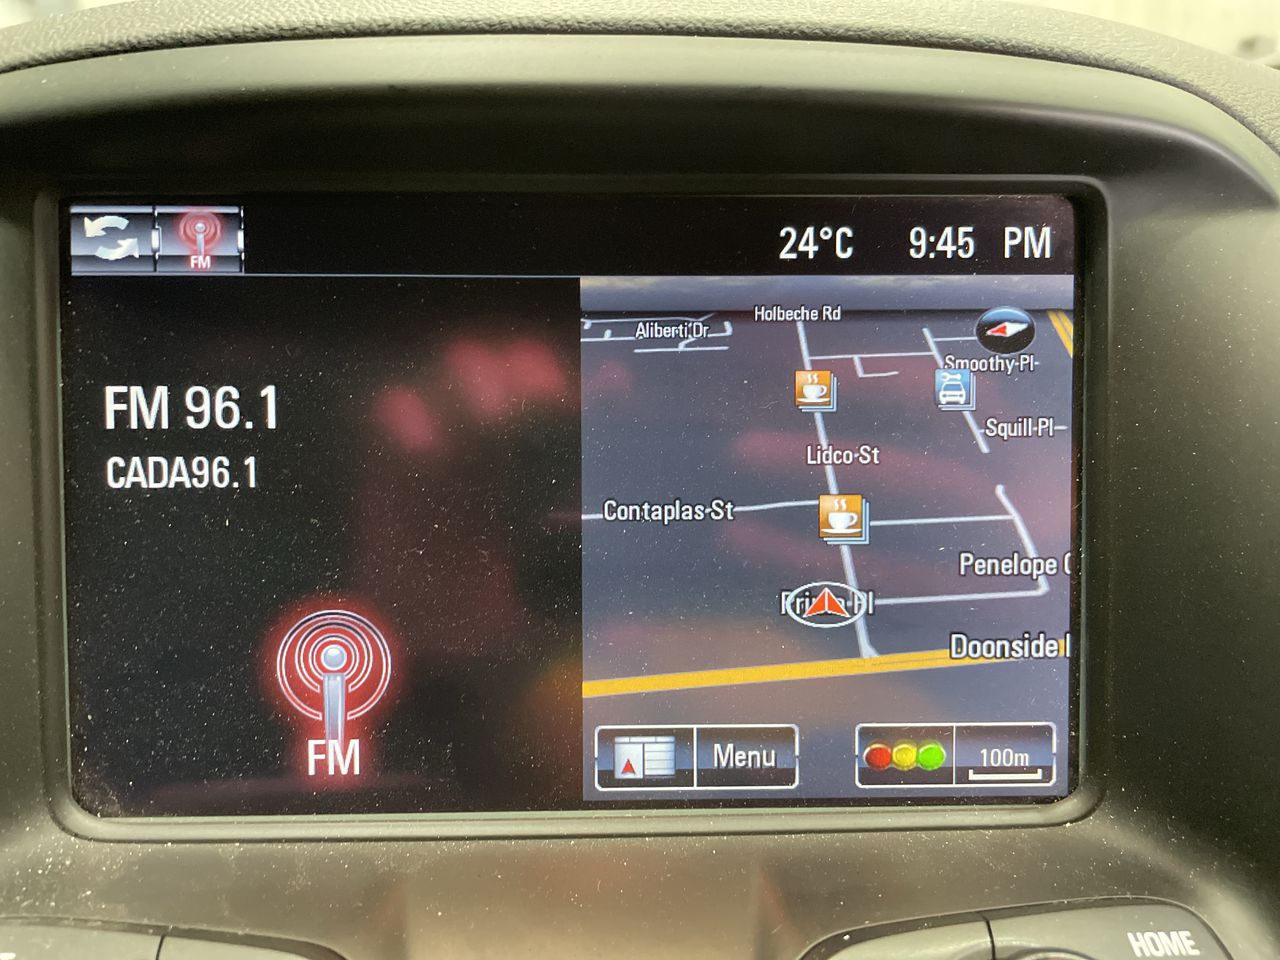 FM
24°C 9:45 PM
FM 96.1
CADA96.1
FM
Holbeche Rd
Aliberti Dr
Smoothy Pl
Squill Pl
Lidco St
Contaplas St
Penelope
Pl
Doonside
Menu
100m
HOME